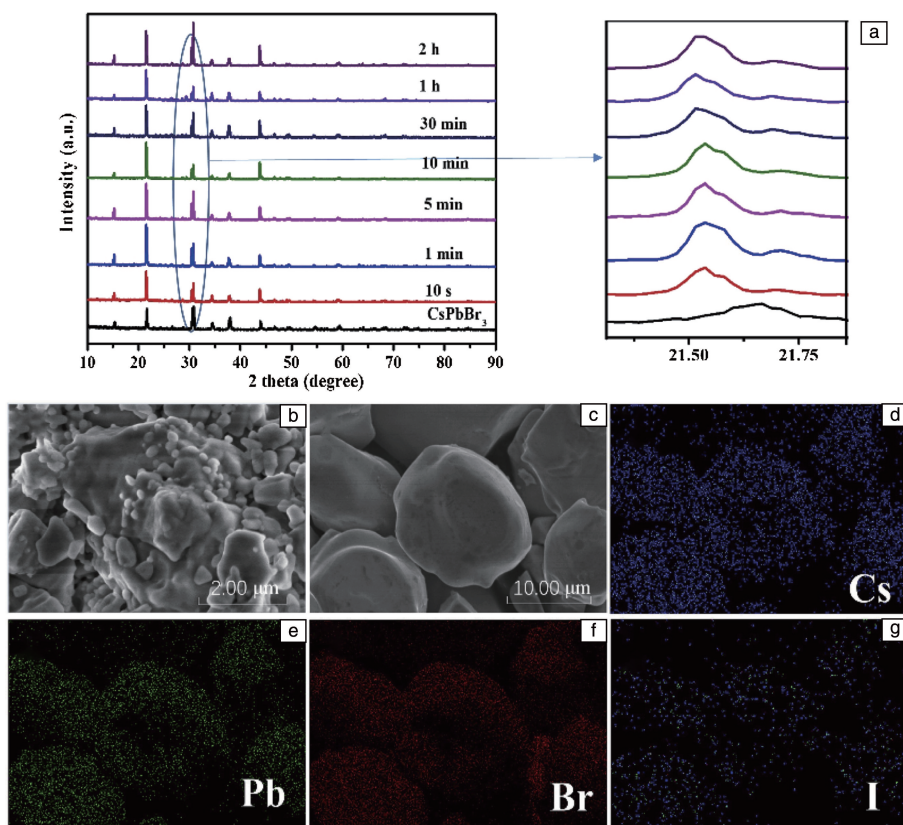 a
2 h
1 h
30 min
10 min
5 min
1 min
10 s
CsPbBr₃
Intensity (a.u.)
10 20 30 40 50 60 70 80 90
2 theta (degree)
21.50 21.75
b
2.00 μm
c
10.00 μm
d
Cs
e
Pb
f
Br
g
I